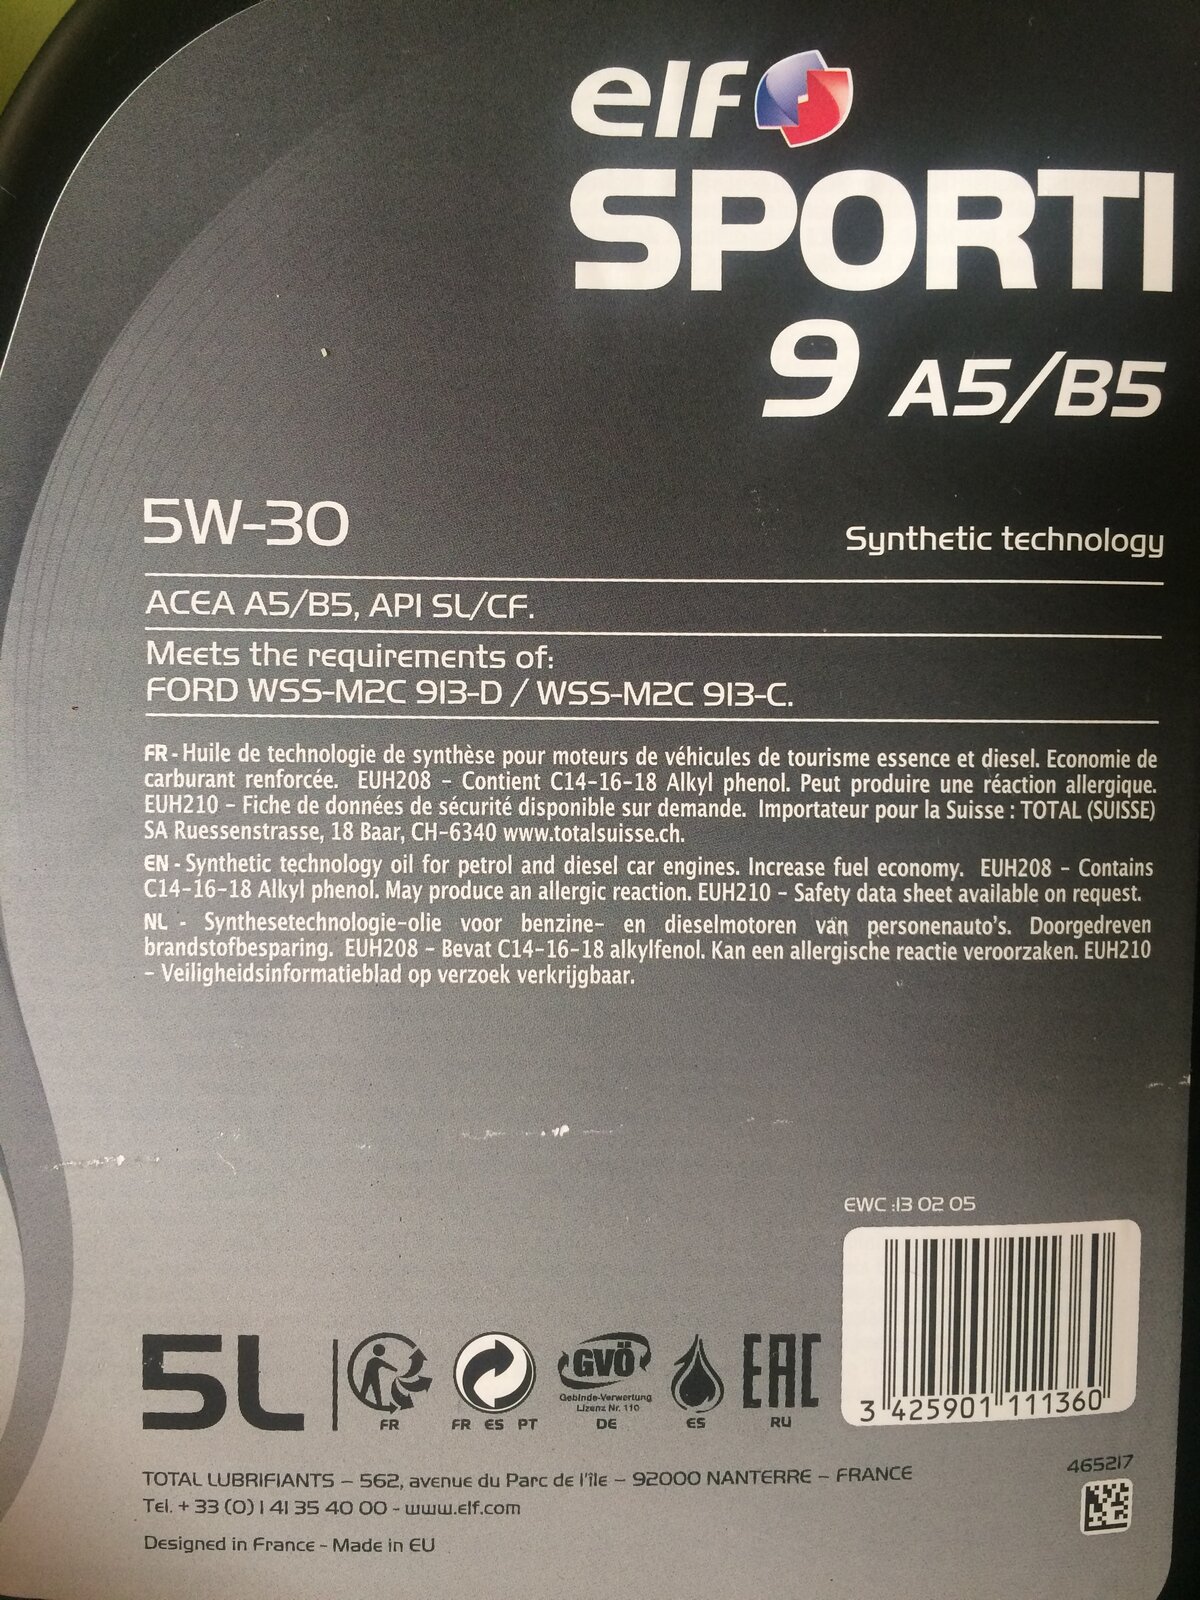 elf
SPORTI
9 A5/B5
5W-30
Synthetic technology
ACEA A5/B5, API SL/CF.
Meets the requirements of:
FORD WSS-M2C 913-D / WSS-M2C 913-C.
FR - Huile de technologie de synthèse pour moteurs de véhicules de tourisme essence et diesel. Economie de
carburant renforcée. EUH208 – Contient C14-16-18 Alkyl phenol. Peut produire une réaction allergique.
EUH210 – Fiche de données de sécurité disponible sur demande. Importateur pour la Suisse : TOTAL (SUISSE)
SA Ruessenstrasse, 18 Baar, CH-6340 www.totalsuisse.ch.
EN - Synthetic technology oil for petrol and diesel car engines. Increase fuel economy. EUH208 – Contains
C14-16-18 Alkyl phenol. May produce an allergic reaction. EUH210 – Safety data sheet available on request.
NL - Synthesetechnologie-olie voor benzine- en dieselmotoren van personenauto's. Doorgedreven
brandstofbesparing. EUH208 – Bevat C14-16-18 alkylfenol. Kan een allergische reactie veroorzaken. EUH210
– Veiligheidsinformatieblad op verzoek verkrijgbaar.
EWC :13 02 05
5L
FR
FR ES PT
GVÖ
Gebinde-Verwertung
Lizenz Nr. 110
DE
ES
EAC
RU
3 425901 111360
465217
TOTAL LUBRIFIANTS – 562, avenue du Parc de l'île – 92000 NANTERRE – FRANCE
Tel. + 33 (0) 1 41 35 40 00 - www.elf.com
Designed in France - Made in EU